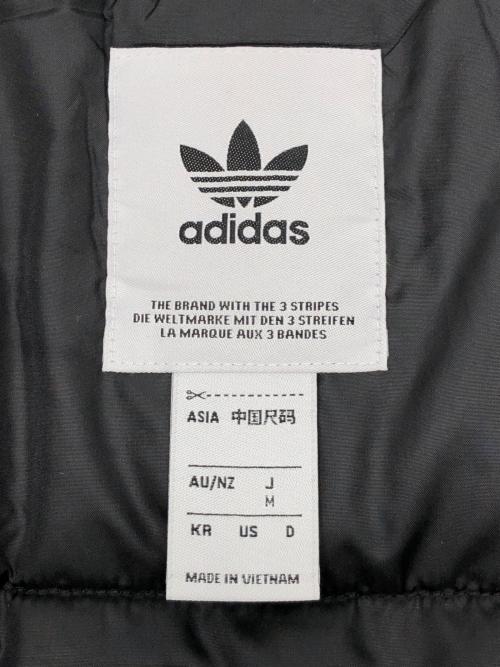 adidas
THE BRAND WITH THE 3 STRIPES
DIE WELTMARKE MIT DEN 3 STREIFEN
LA MARQUE AUX 3 BANDES
ASIA 中国尺码
AU/NZ J
M
KR US D
MADE IN VIETNAM